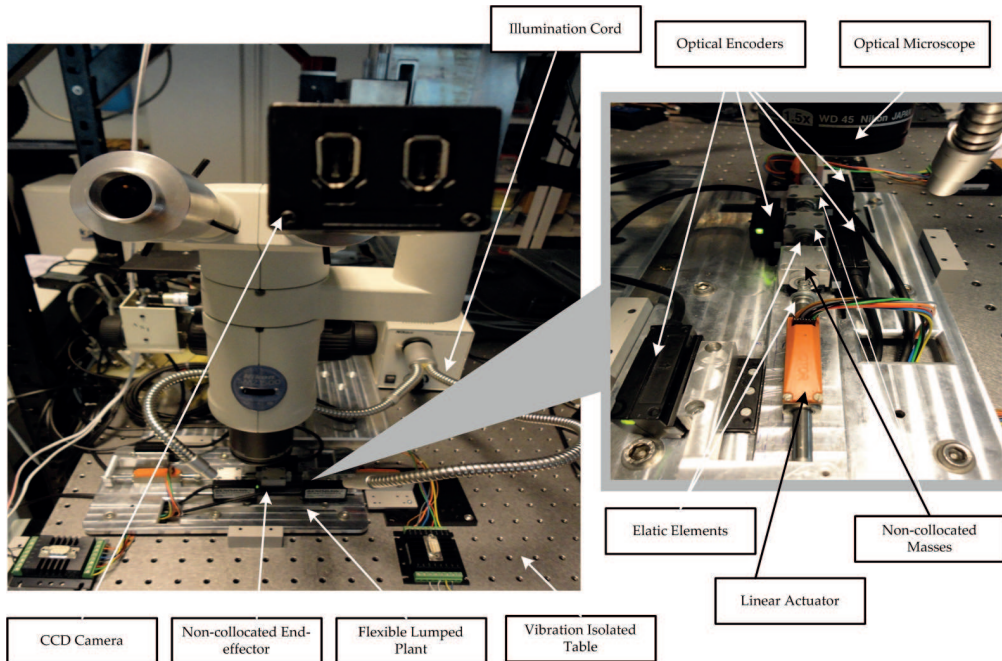 Illumination Cord
Optical Encoders
Optical Microscope
1.5x WD 45 Nikon JAPAN
Elatic Elements
Non-collocated
Masses
Linear Actuator
CCD Camera
Non-collocated End-
effector
Flexible Lumped
Plant
Vibration Isolated
Table